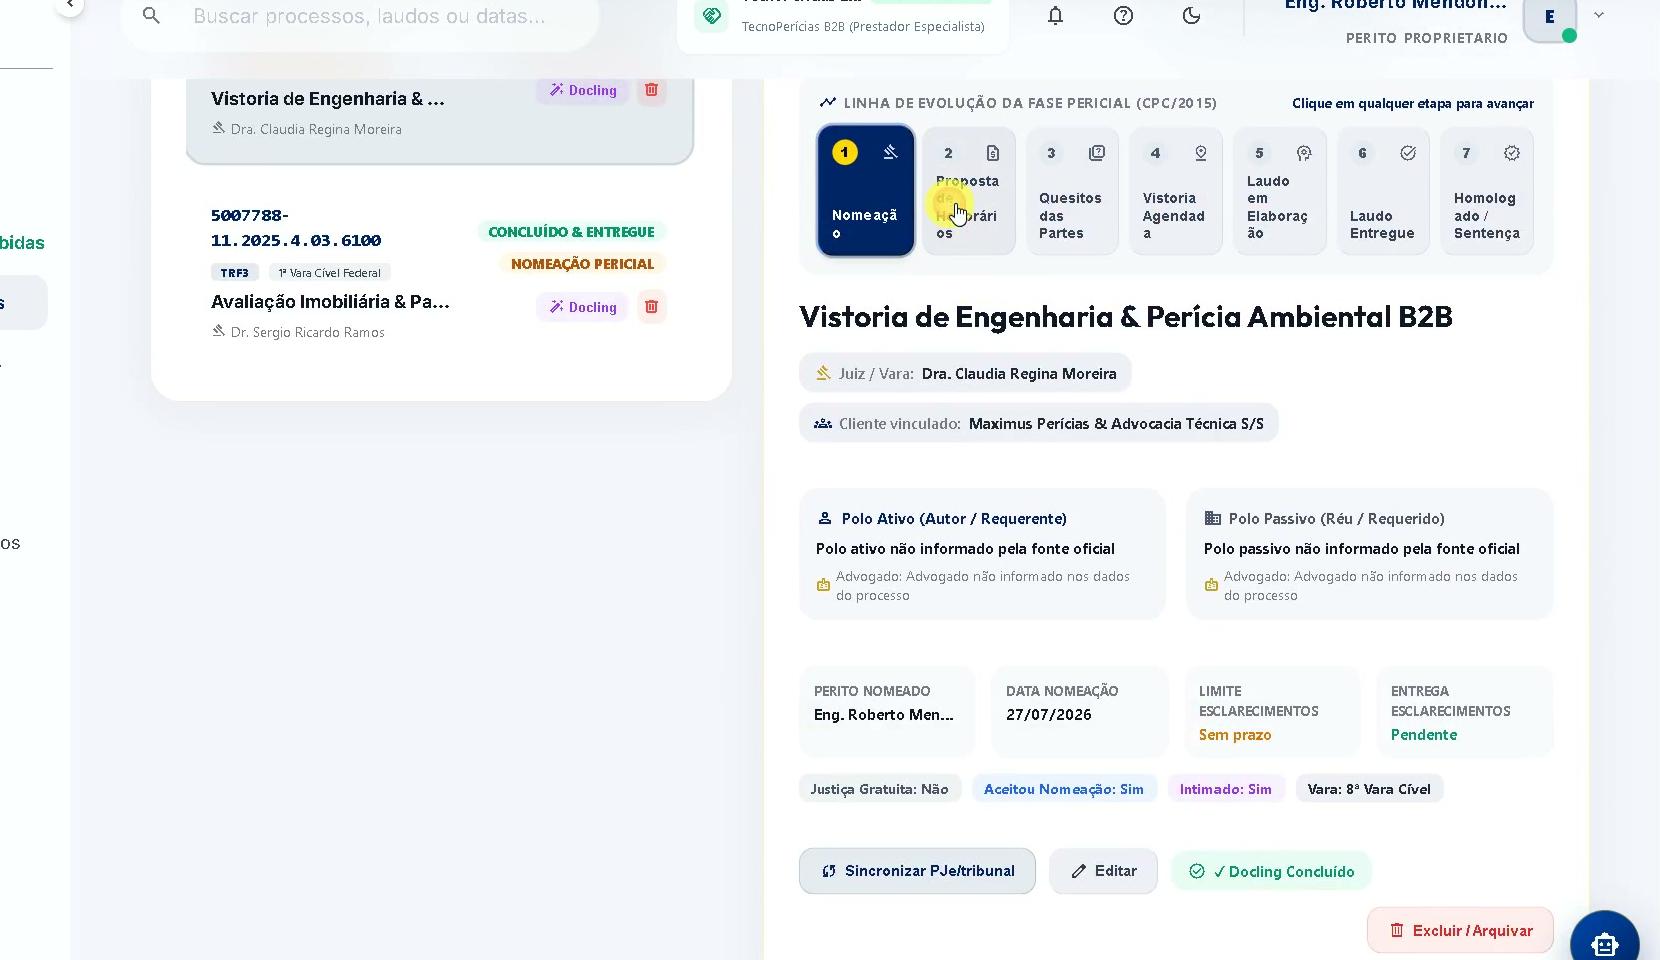 Buscar processos, laudos ou datas...
TecnoPerícias B2B (Prestador Especialista)
Eng. Roberto Mendon...
PERITO PROPRIETARIO
E
bidas
s
os
Vistoria de Engenharia & ...
Dra. Claudia Regina Moreira
Docling
5007788-
11.2025.4.03.6100
CONCLUÍDO & ENTREGUE
NOMEAÇÃO PERICIAL
TRF3
1ª Vara Cível Federal
Avaliação Imobiliária & Pa...
Docling
Dr. Sergio Ricardo Ramos
LINHA DE EVOLUÇÃO DA FASE PERICIAL (CPC/2015)
Clique em qualquer etapa para avançar
1
Nomeaçã
o
2
Proposta
de
Honorári
os
3
Quesitos
das
Partes
4
Vistoria
Agendad
a
5
Laudo
em
Elaboraç
ão
6
Laudo
Entregue
7
Homolog
ado /
Sentença
Vistoria de Engenharia & Perícia Ambiental B2B
Juiz / Vara: Dra. Claudia Regina Moreira
Cliente vinculado: Maximus Perícias & Advocacia Técnica S/S
Polo Ativo (Autor / Requerente)
Polo ativo não informado pela fonte oficial
Advogado: Advogado não informado nos dados
do processo
Polo Passivo (Réu / Requerido)
Polo passivo não informado pela fonte oficial
Advogado: Advogado não informado nos dados
do processo
PERITO NOMEADO
Eng. Roberto Men...
DATA NOMEAÇÃO
27/07/2026
LIMITE
ESCLARECIMENTOS
Sem prazo
ENTREGA
ESCLARECIMENTOS
Pendente
Justiça Gratuita: Não
Aceitou Nomeação: Sim
Intimado: Sim
Vara: 8ª Vara Cível
Sincronizar PJe/tribunal
Editar
✓ Docling Concluído
Excluir / Arquivar